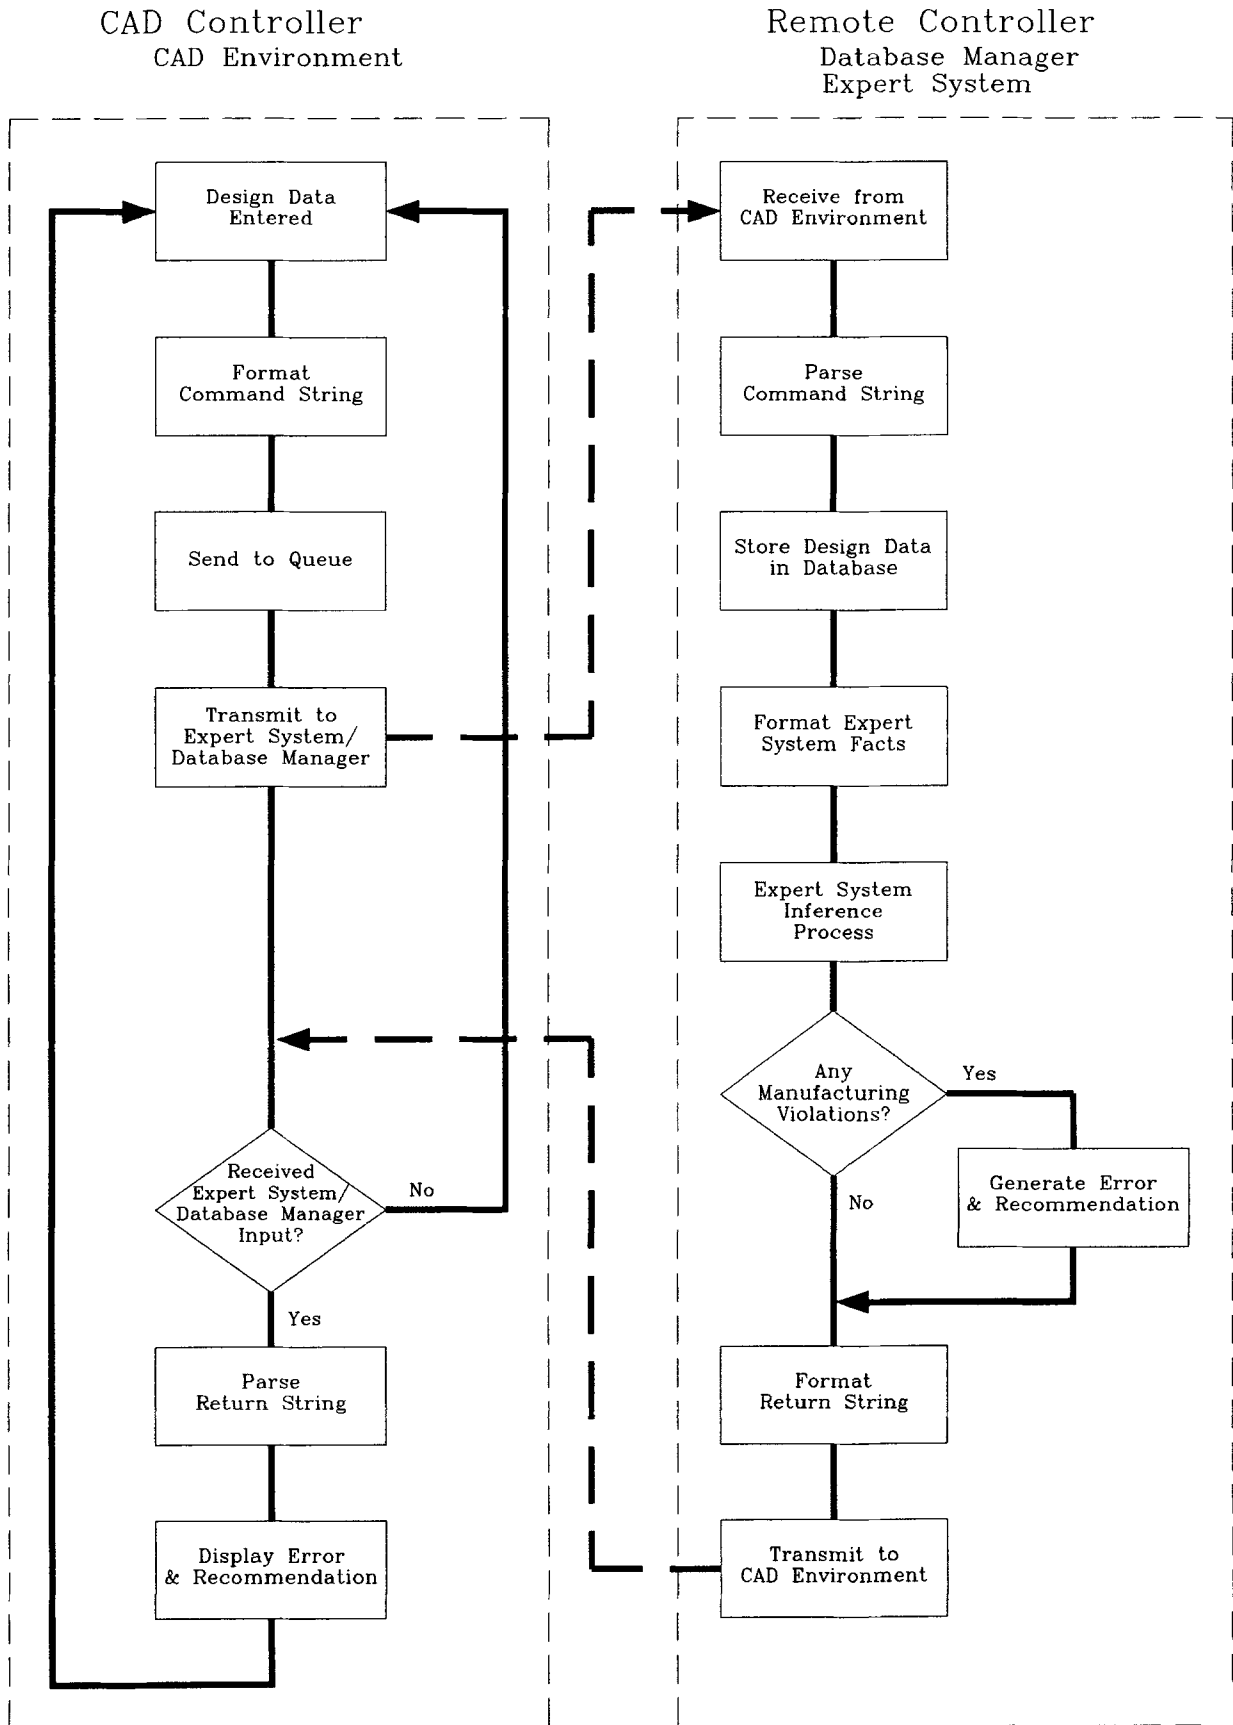 CAD Controller
CAD Environment
Design Data
Entered
Format
Command String
Send to Queue
Transmit to
Expert System/
Database Manager
Received
Expert System/
Database Manager
Input?
No
Yes
Parse
Return String
Display Error
& Recommendation
Remote Controller
Database Manager
Expert System
Receive from
CAD Environment
Parse
Command String
Store Design Data
in Database
Format Expert
System Facts
Expert System
Inference
Process
Any
Manufacturing
Violations?
Yes
No
Generate Error
& Recommendation
Format
Return String
Transmit to
CAD Environment